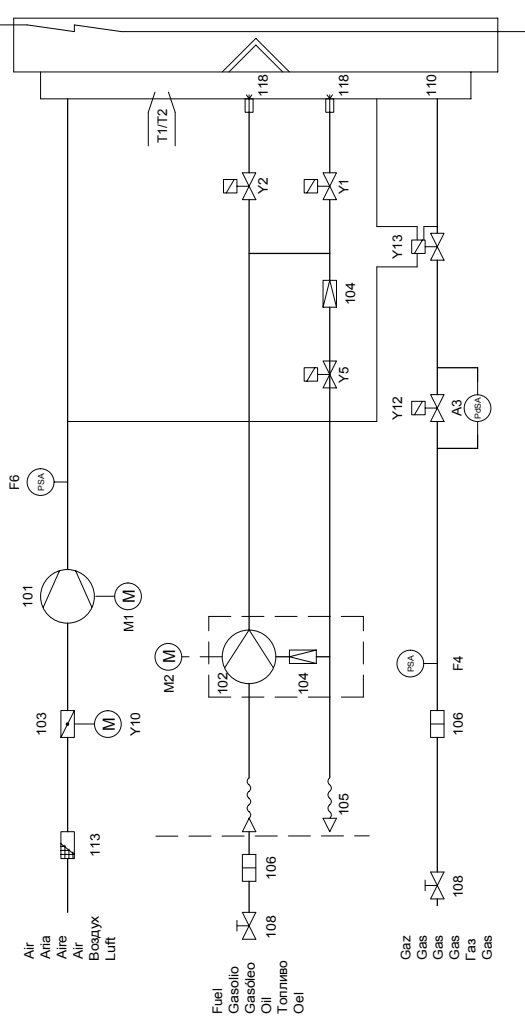 Air
Aria
Aire
Air
Воздух
Luft
113
103
M
Y10
101
M
M1
F6
PSA
T1/T2
Fuel
Gasolio
Gasóleo
Oil
Топливо
Oel
108
106
105
M2
M
102
104
Y5
104
Y2
Y1
118
118
Gaz
Gas
Gas
Gas
Газ
Gas
108
106
PSA
F4
Y12
A3
PdSA
Y13
110